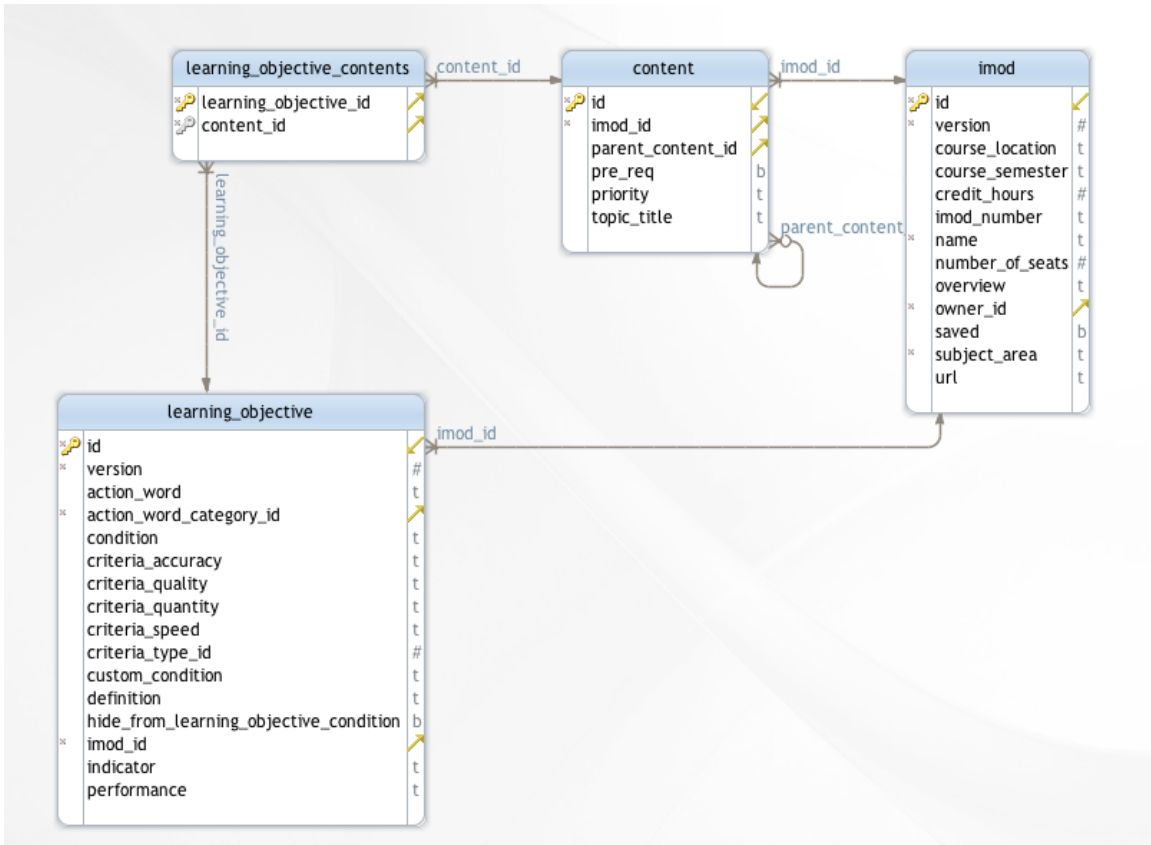 learning_objective_contents
learning_objective_id
content_id
content_id
content
id
imod_id
parent_content_id
pre_req b
priority t
topic_title t
imod_id
parent_content
imod
id
version #
course_location t
course_semester t
credit_hours #
imod_number t
name t
number_of_seats #
overview t
owner_id
saved b
subject_area t
url t
learning_objective_id
learning_objective
id
version #
action_word t
action_word_category_id
condition t
criteria_accuracy t
criteria_quality t
criteria_quantity t
criteria_speed t
criteria_type_id #
custom_condition t
definition t
hide_from_learning_objective_condition b
imod_id
indicator t
performance t
imod_id